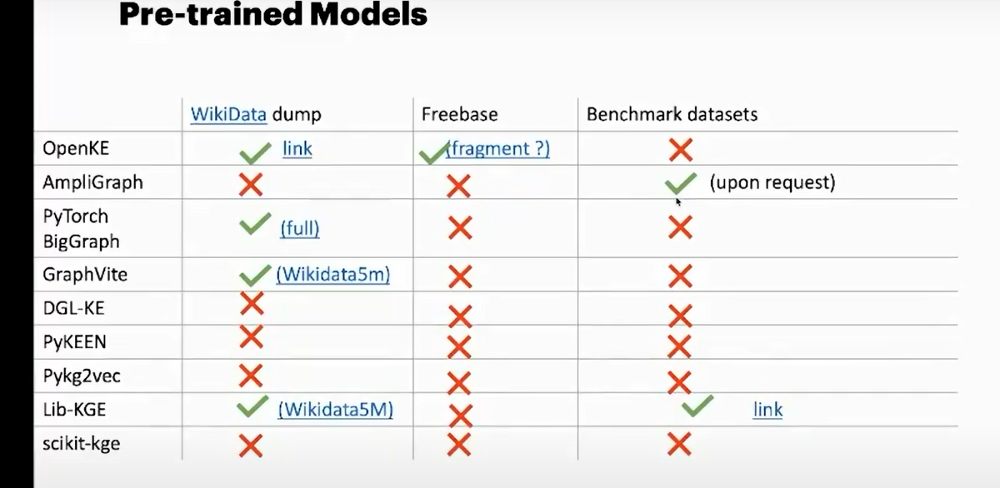 Pre-trained Models
WikiData dump Freebase Benchmark datasets
OpenKE link (fragment ?)
AmpliGraph (upon request)
PyTorch
BigGraph (full)
GraphVite (Wikidata5m)
DGL-KE
PyKEEN
Pykg2vec
Lib-KGE (Wikidata5M) link
scikit-kge